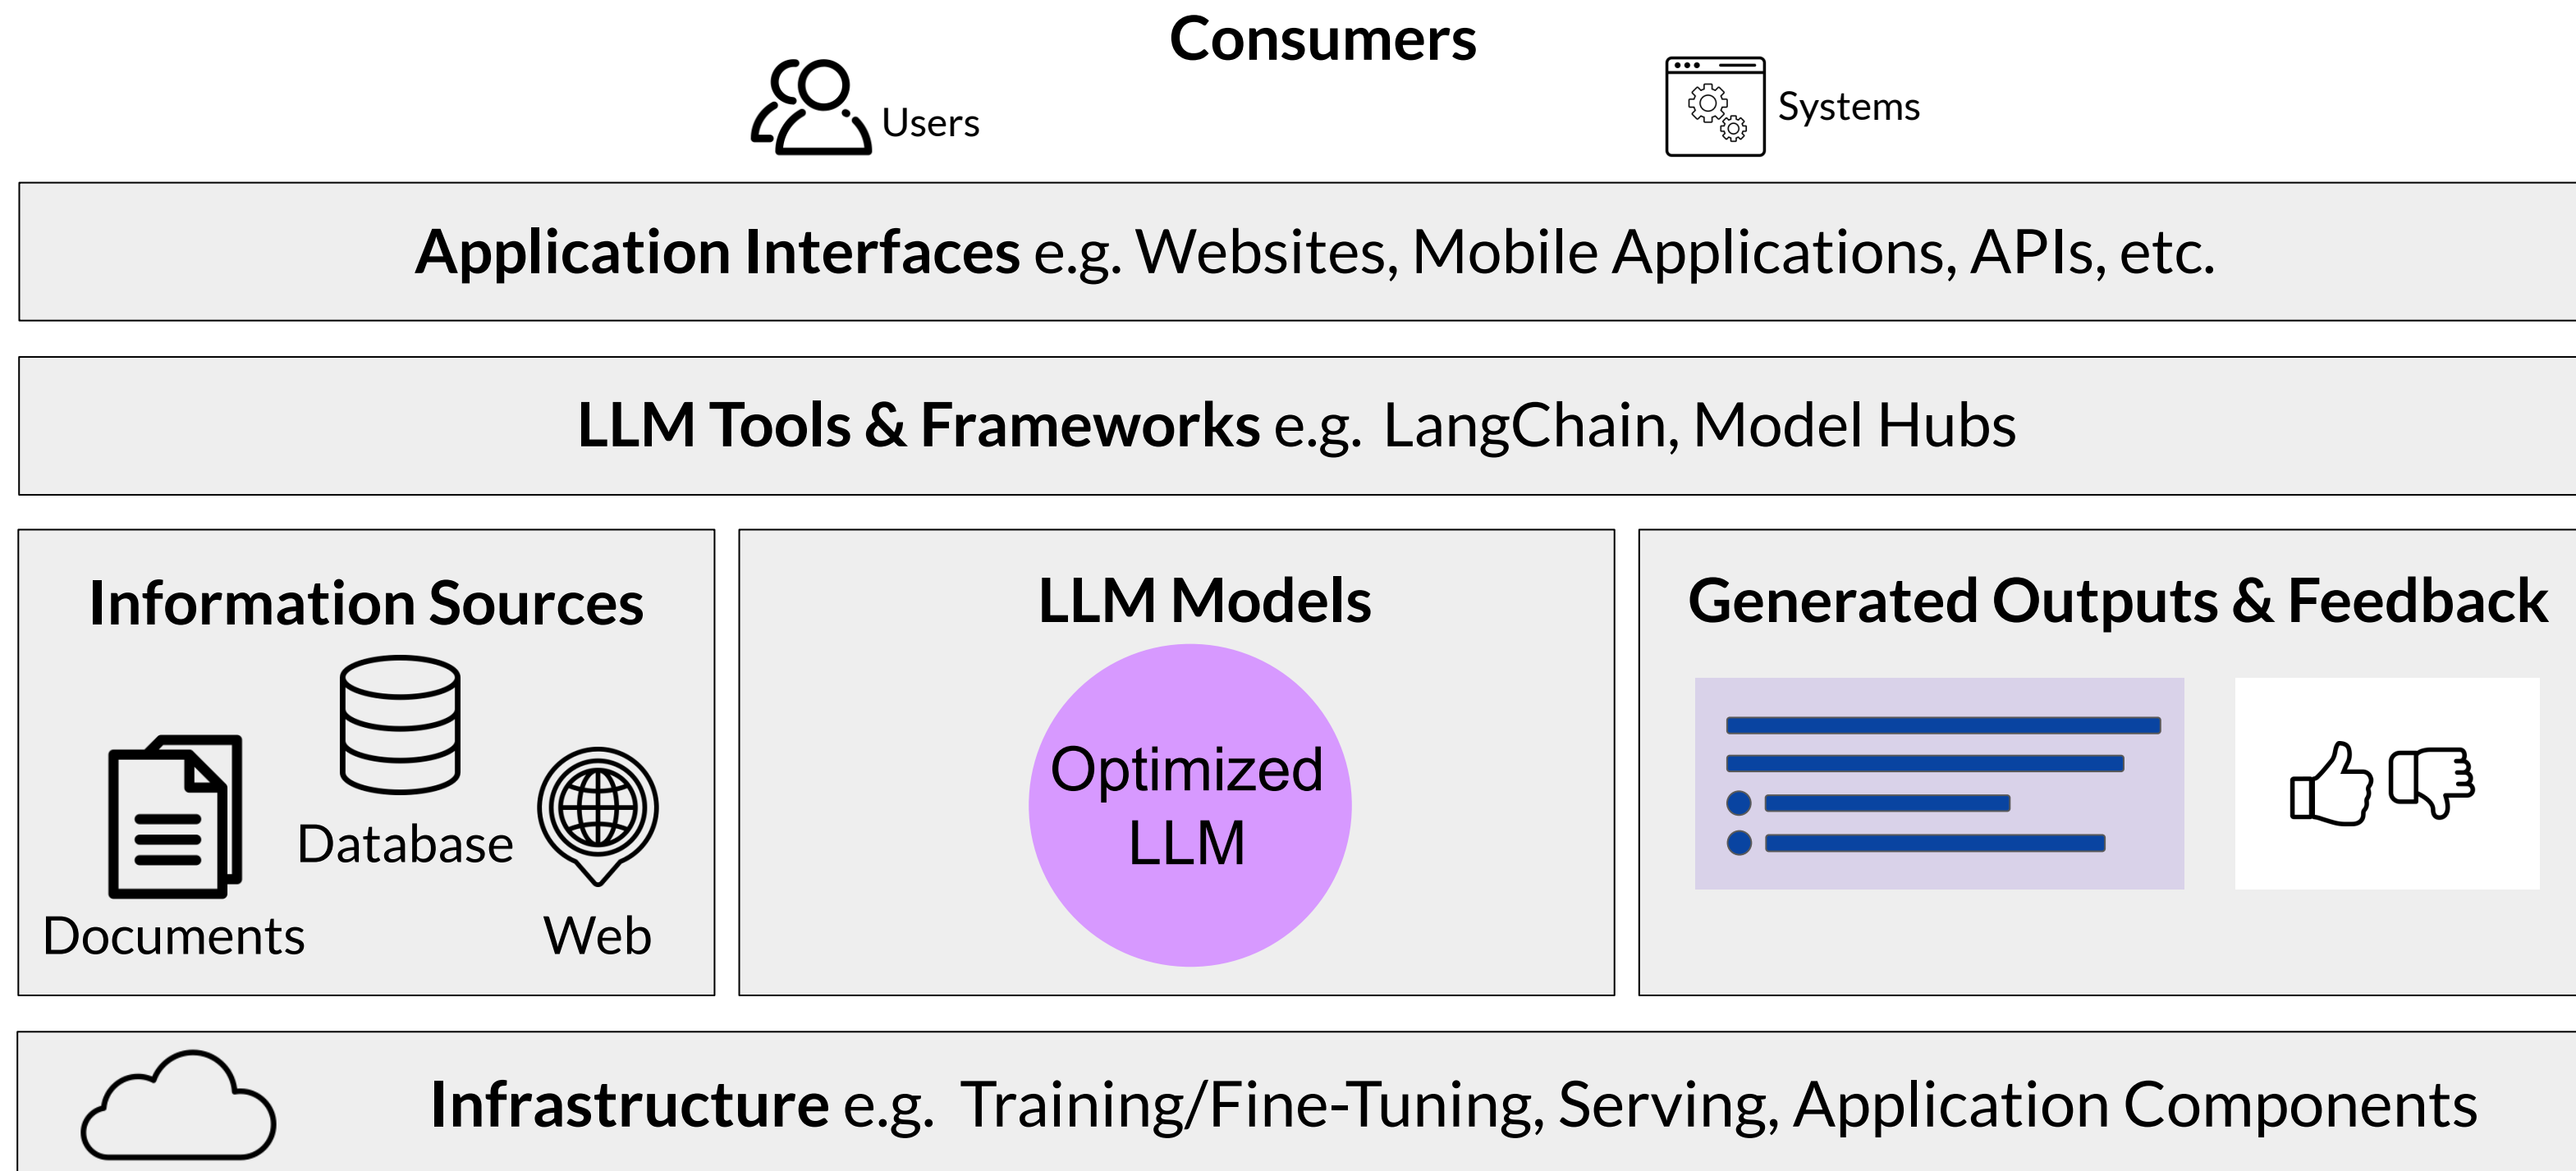 Consumers
Users
Systems
Application Interfaces e.g. Websites, Mobile Applications, APIs, etc.
LLM Tools & Frameworks e.g. LangChain, Model Hubs
Information Sources
Database
Documents
Web
LLM Models
Optimized
LLM
Generated Outputs & Feedback
Infrastructure e.g. Training/Fine-Tuning, Serving, Application Components